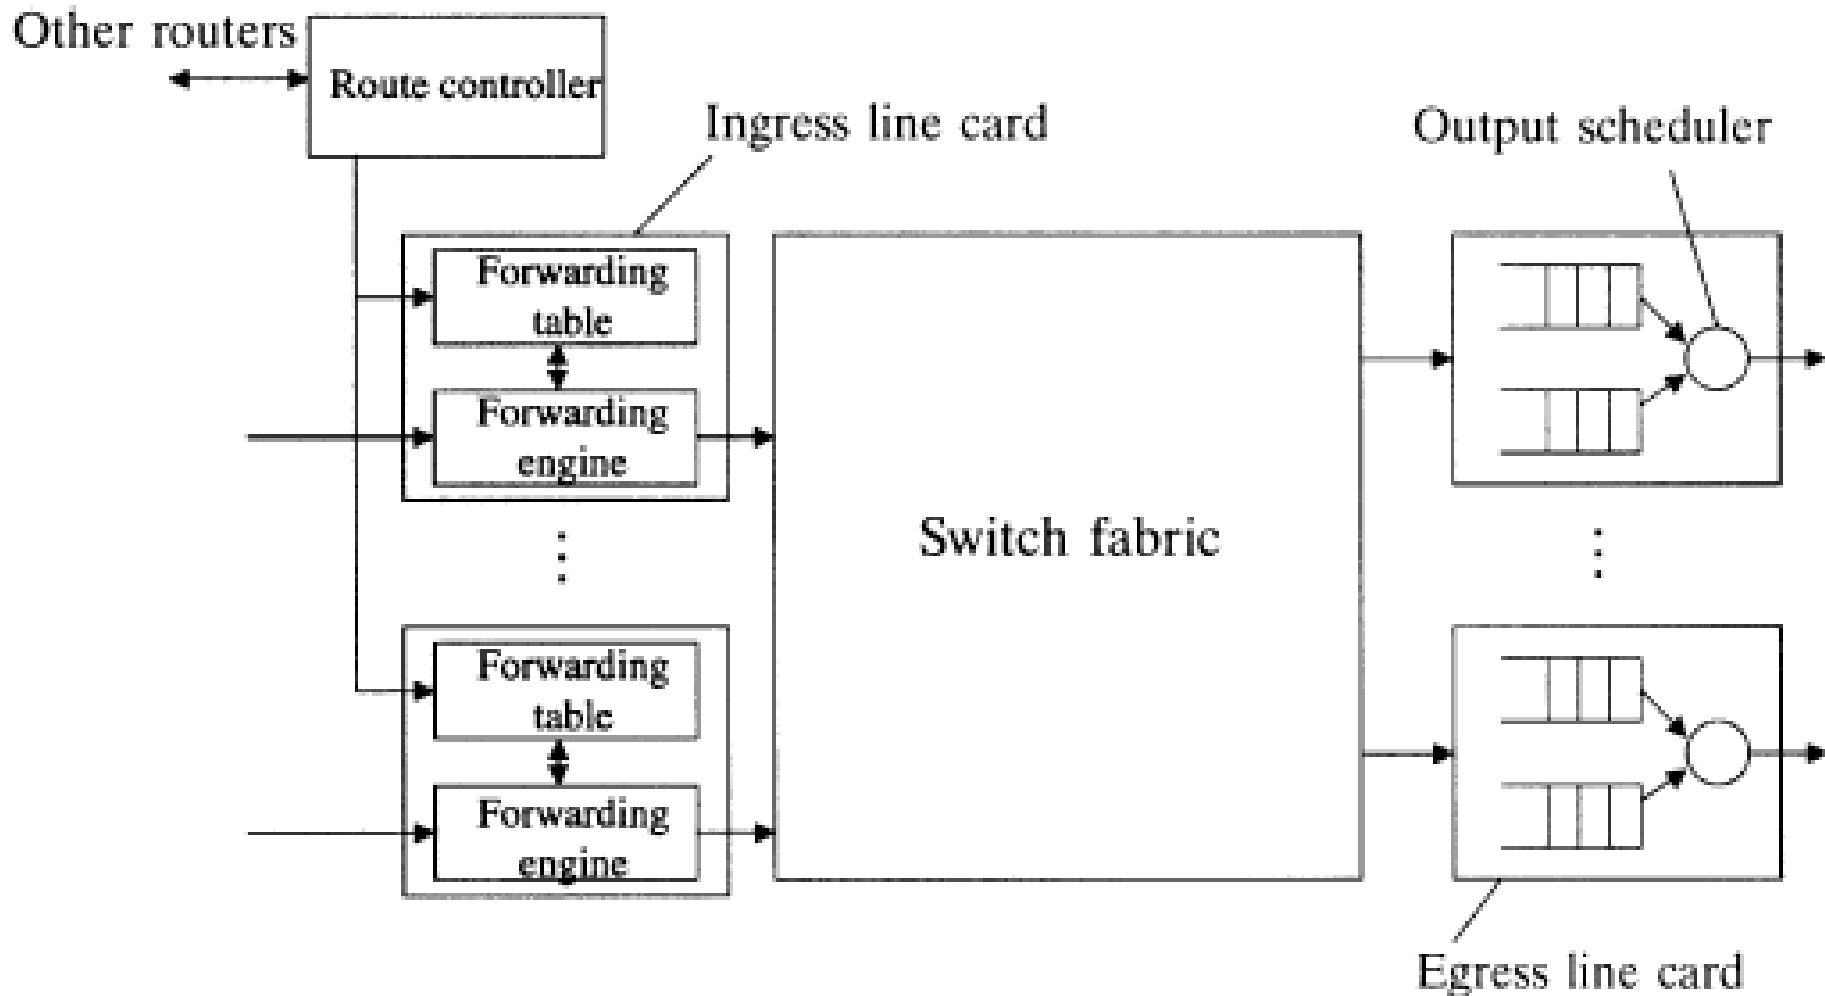 Other routers
Route controller
Ingress line card
Output scheduler
Forwarding
table
Forwarding
engine
Switch fabric
Forwarding
table
Forwarding
engine
Egress line card